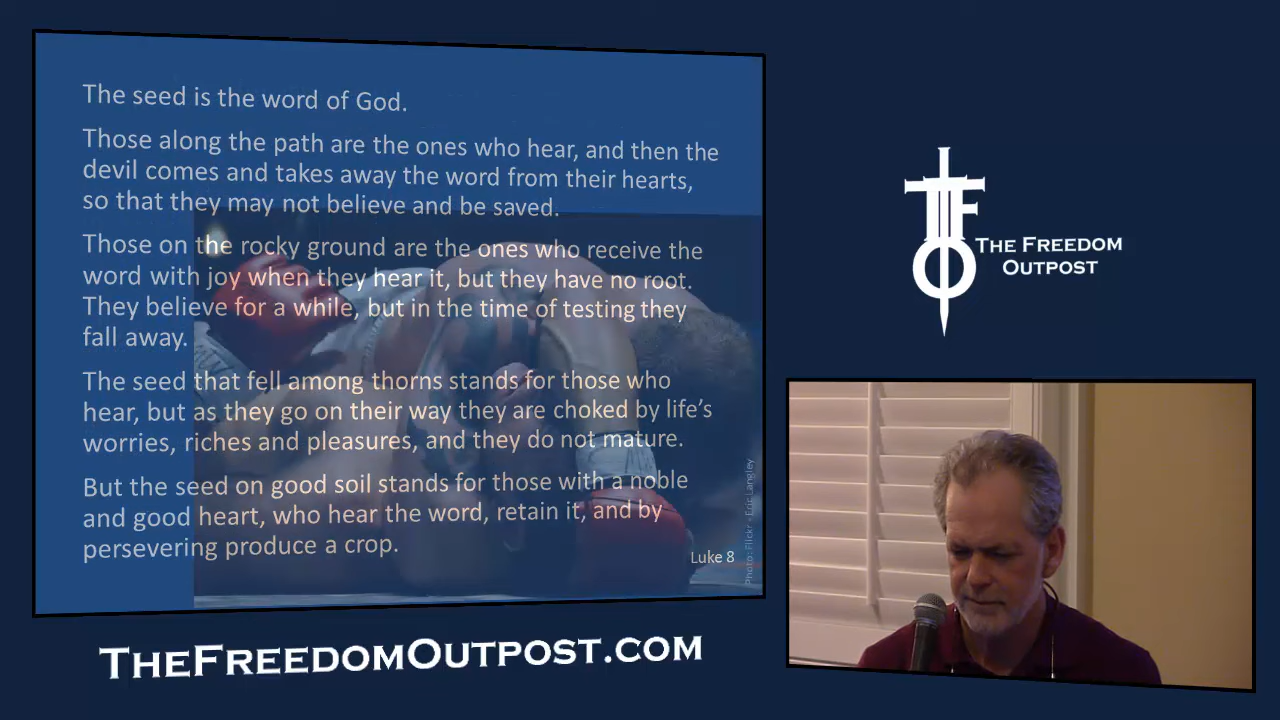 The seed is the word of God.
Those along the path are the ones who hear, and then the
devil comes and takes away the word from their hearts,
so that they may not believe and be saved.
Those on the rocky ground are the ones who receive the
word with joy when they hear it, but they have no root.
They believe for a while, but in the time of testing they
fall away.
The seed that fell among thorns stands for those who
hear, but as they go on their way they are choked by life's
worries, riches and pleasures, and they do not mature.
But the seed on good soil stands for those with a noble
and good heart, who hear the word, retain it, and by
persevering produce a crop.
Luke 8
Photo: Flickr - Eric Langley
THEFREEDOMOUTPOST.COM
TF
THE FREEDOM
OUTPOST